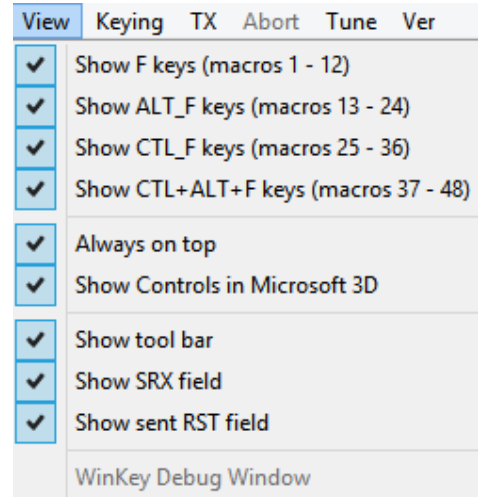 View Keying TX Abort Tune Ver
Show F keys (macros 1 - 12)
Show ALT_F keys (macros 13 - 24)
Show CTL_F keys (macros 25 - 36)
Show CTL+ALT+F keys (macros 37 - 48)
Always on top
Show Controls in Microsoft 3D
Show tool bar
Show SRX field
Show sent RST field
WinKey Debug Window